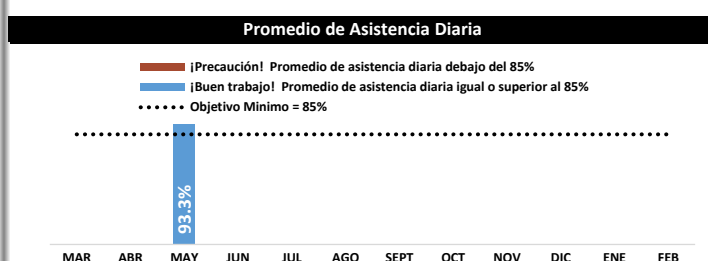 Promedio de Asistencia Diaria
¡Precaución! Promedio de asistencia diaria debajo del 85%
¡Buen trabajo! Promedio de asistencia diaria igual o superior al 85%
Objetivo Minimo = 85%
93.3%
MAR ABR MAY JUN JUL AGO SEPT OCT NOV DIC ENE FEB